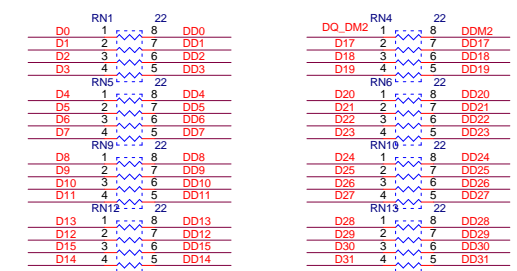 RN1 22
D0 1 8 DD0
D1 2 7 DD1
D2 3 6 DD2
D3 4 5 DD3
RN5 22
D4 1 8 DD4
D5 2 7 DD5
D6 3 6 DD6
D7 4 5 DD7
RN9 22
D8 1 8 DD8
D9 2 7 DD9
D10 3 6 DD10
D11 4 5 DD11
RN12 22
D13 1 8 DD13
D12 2 7 DD12
D15 3 6 DD15
D14 4 5 DD14
RN4 22
DQ_DM2 1 8 DDM2
D17 2 7 DD17
D18 3 6 DD18
D19 4 5 DD19
RN6 22
D20 1 8 DD20
D21 2 7 DD21
D22 3 6 DD22
D23 4 5 DD23
RN10 22
D24 1 8 DD24
D25 2 7 DD25
D26 3 6 DD26
D27 4 5 DD27
RN13 22
D28 1 8 DD28
D29 2 7 DD29
D30 3 6 DD30
D31 4 5 DD31